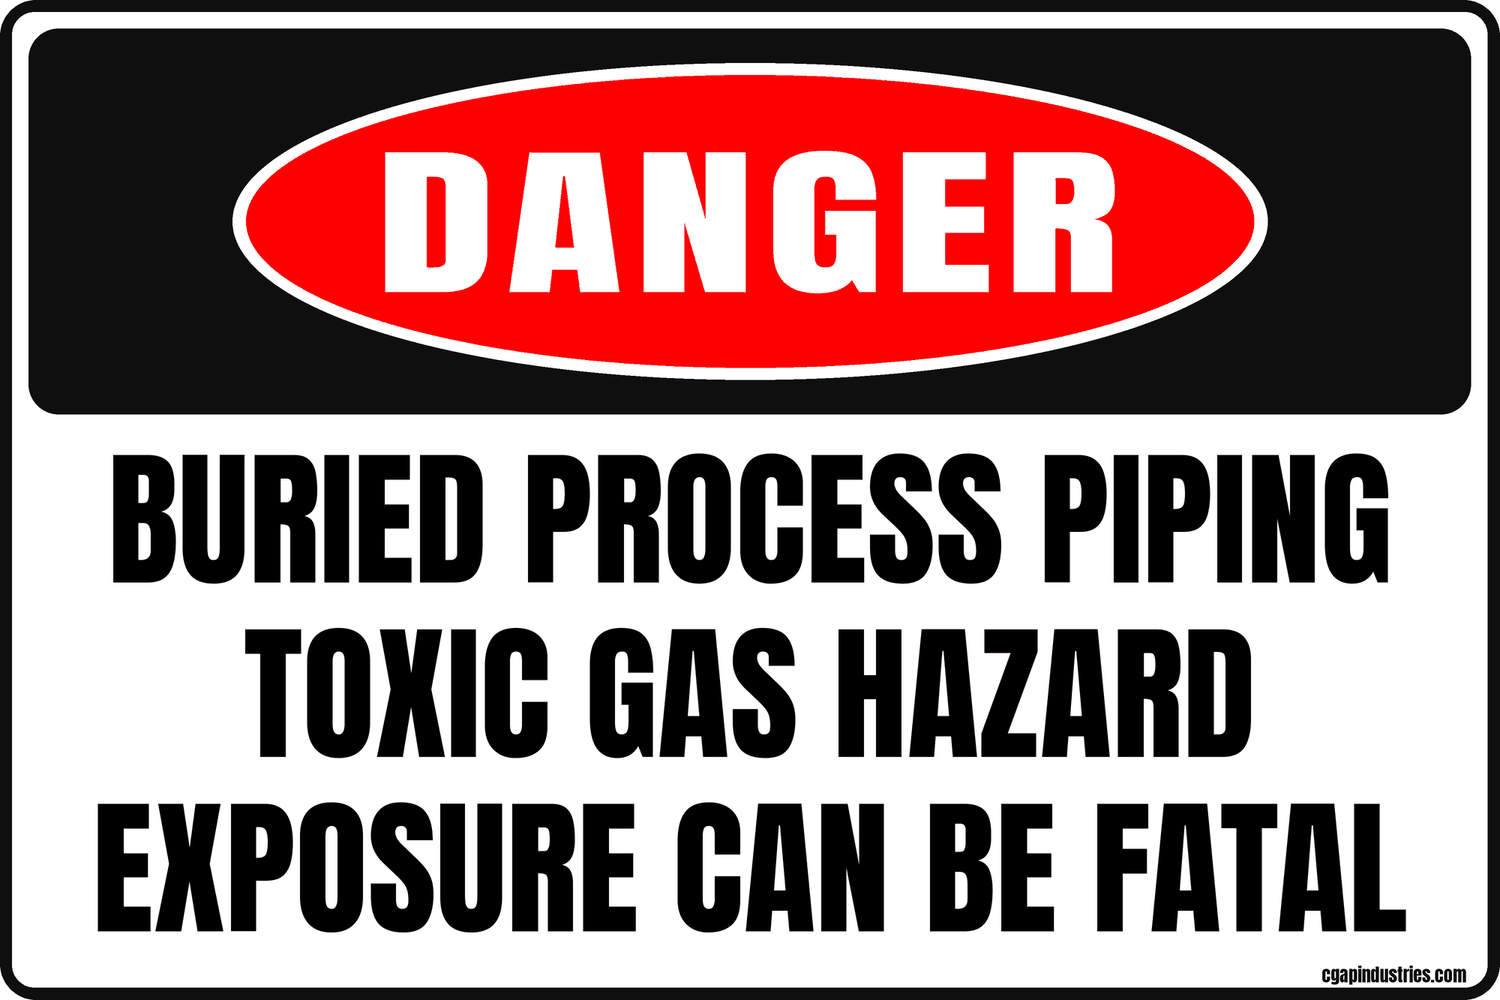 DANGER
BURIED PROCESS PIPING
TOXIC GAS HAZARD
EXPOSURE CAN BE FATAL
cgapindustries.com